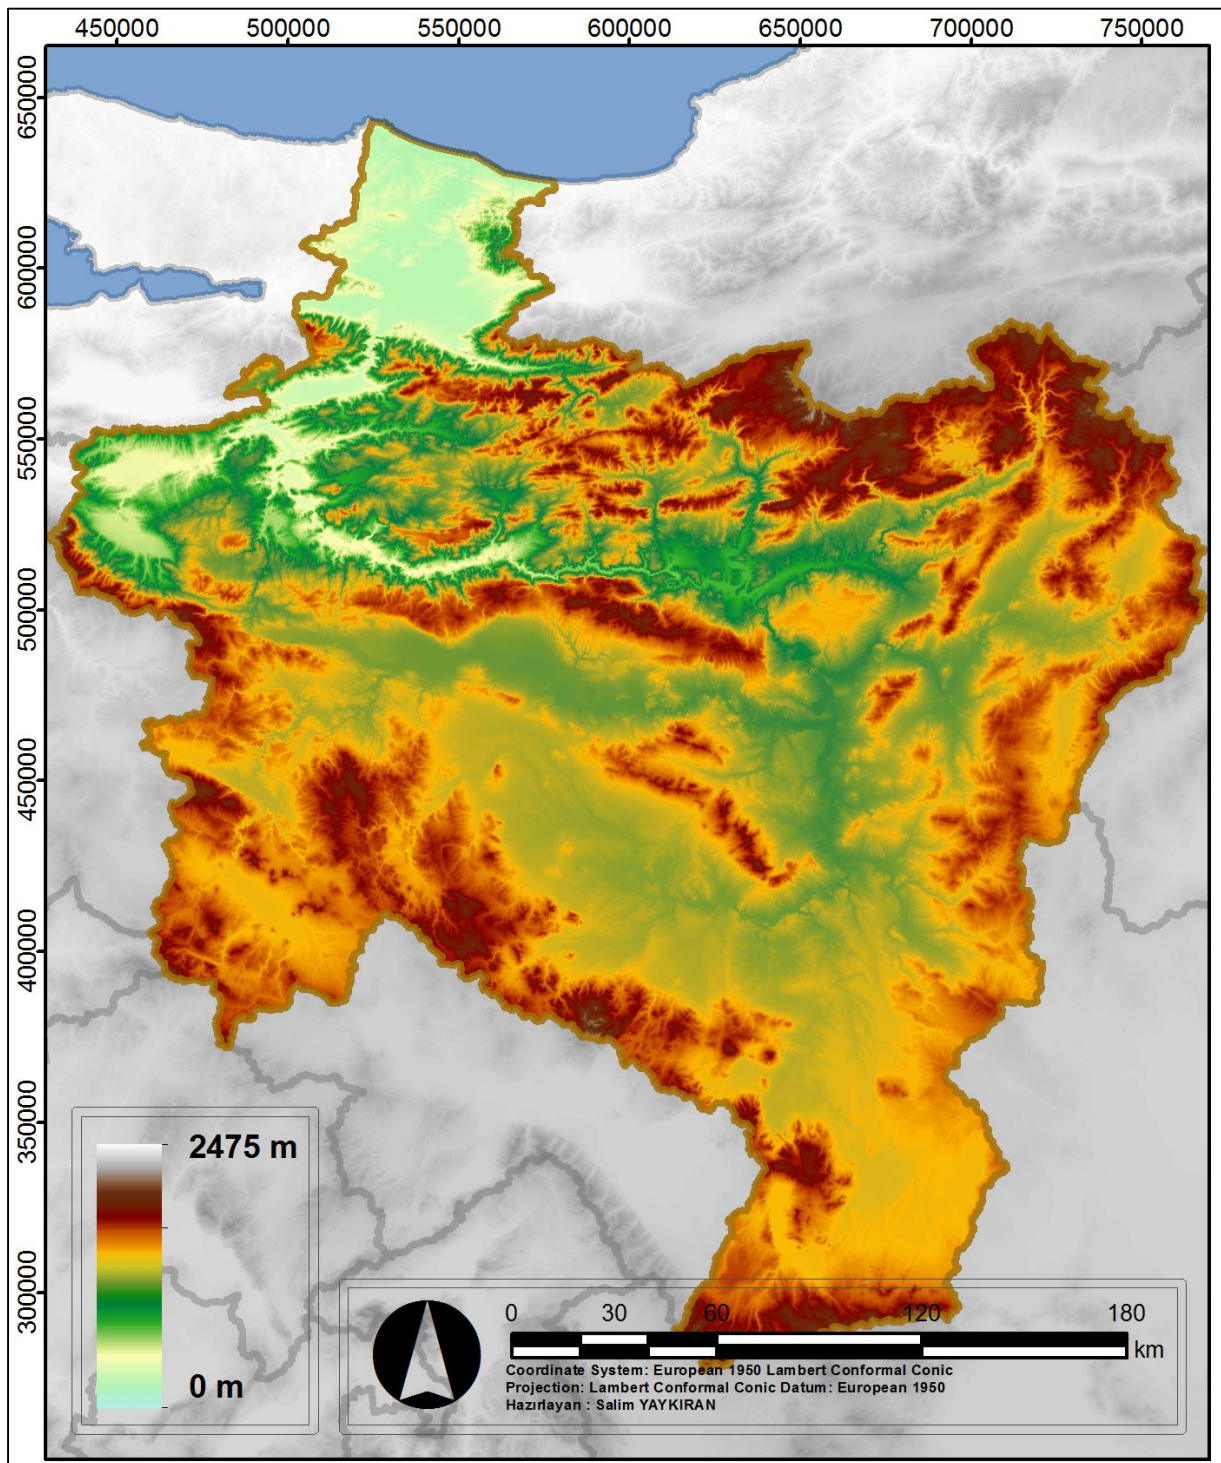 450000 500000 550000 600000 650000 700000 750000
650000
600000
550000
500000
450000
400000
350000
300000
2475 m
0 m
0 30 60 120 180
km
Coordinate System: European 1950 Lambert Conformal Conic
Projection: Lambert Conformal Conic Datum: European 1950
Hazırlayan : Salim YAYKIRAN